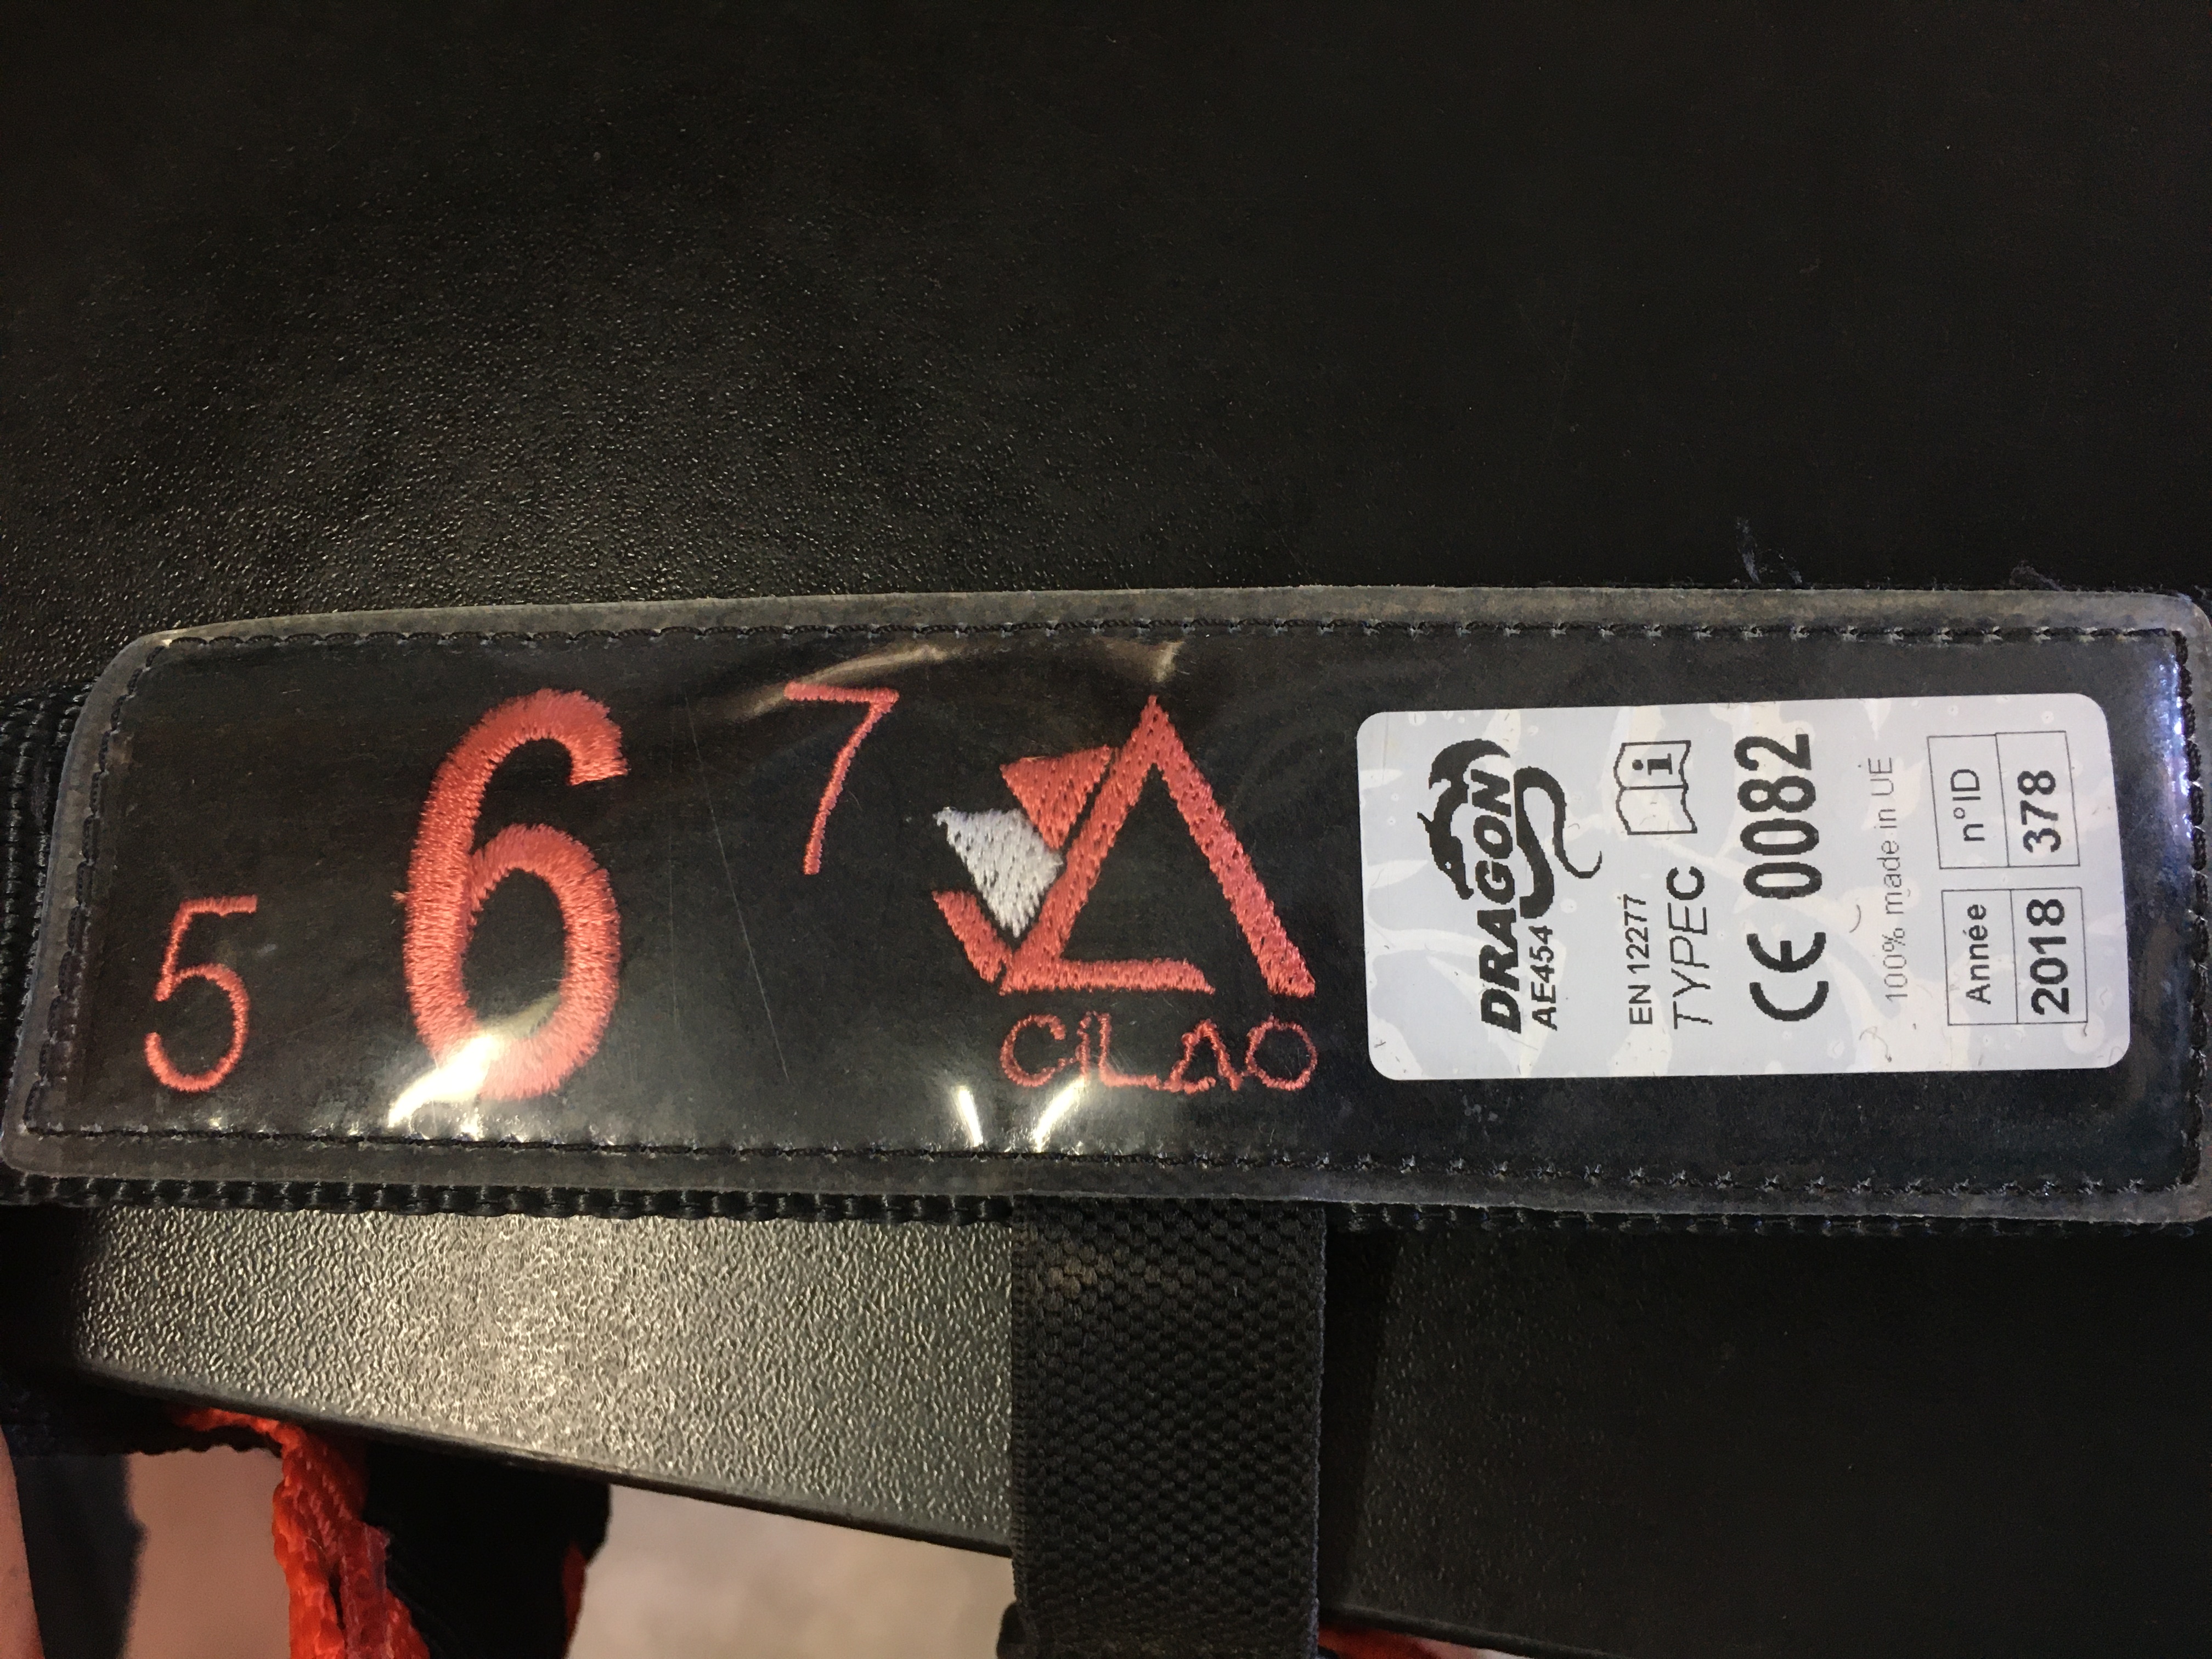 5
6
7
CiLAO
DRAGON
AE454
EN 12277
i
TYPEC
CE 0082
100% made in UE
Année
2018
n°ID
378